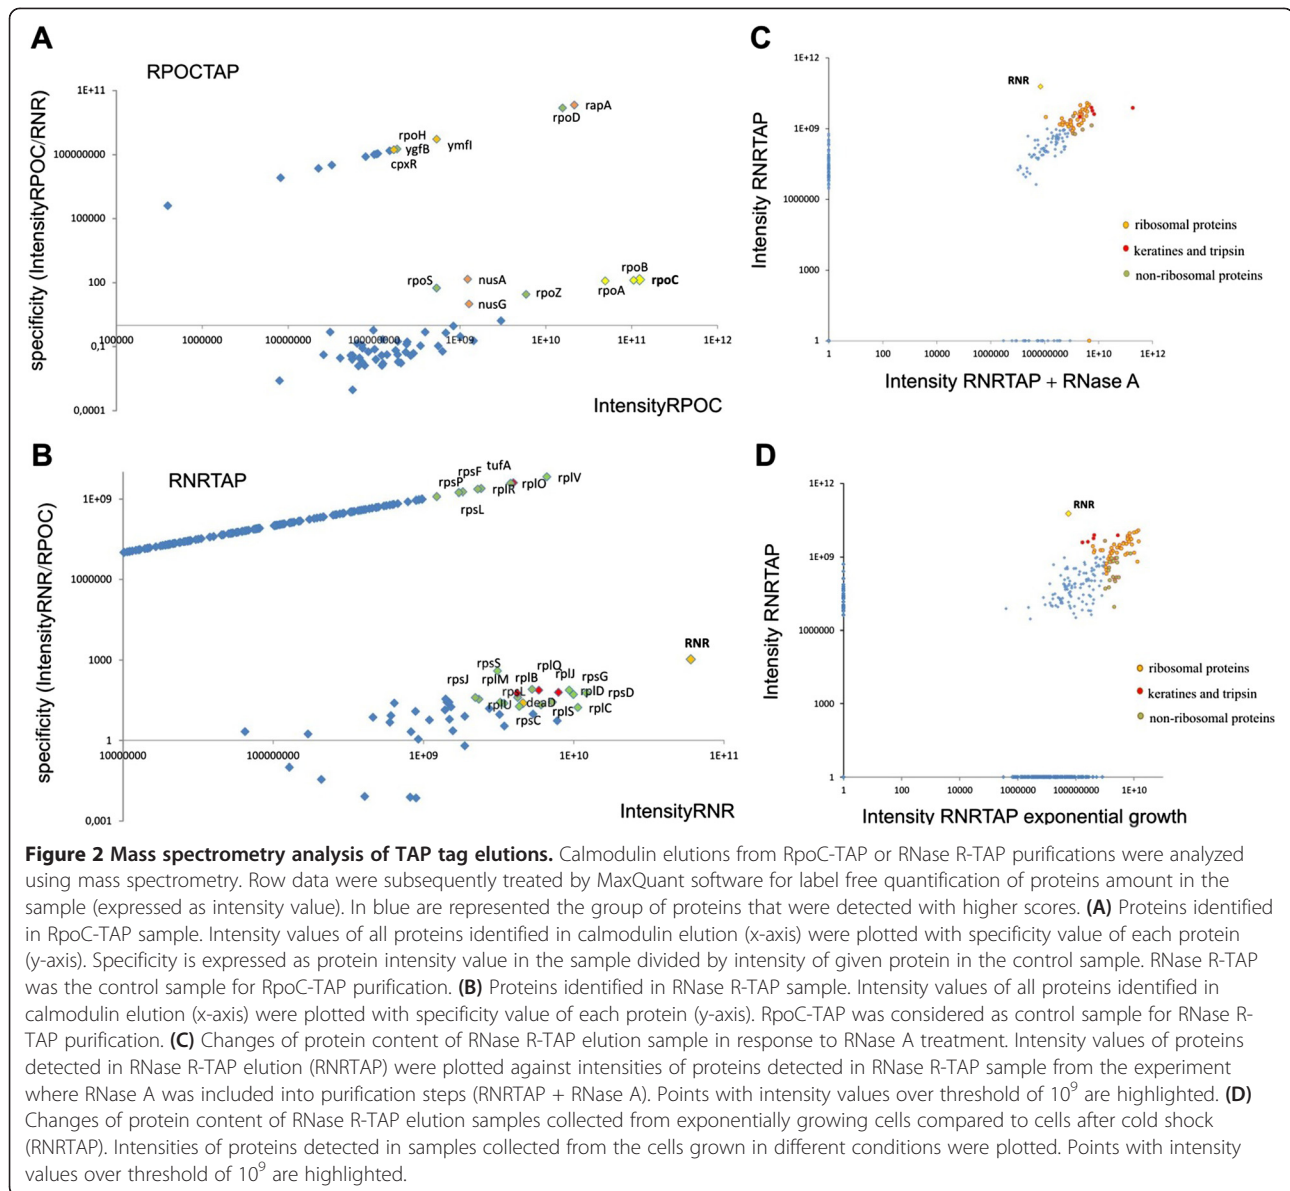 A
RPOCTAP
specificity (IntensityRPOC/RNR)
1E+11
100000000
100000
100
0,1
0,0001
rapA
rpoD
rpoH
ygfB
ymfI
cpxR
rpoS
nusA
nusG
rpoZ
rpoB
rpoA
rpoC
100000
1000000
10000000
100000000
1E+09
1E+10
1E+11
1E+12
IntensityRPOC
B
RNRTAP
specificity (IntensityRNR/RPOC)
1E+09
1000000
1000
1
0,001
rpsP
rpsF
tufA
rplR
rplO
rplV
rpsL
RNR
rpsS
rpsJ
rplM
rplB
rplQ
rplJ
rpsG
rpsL
rplD
rpsD
rplU
deaD
rplS
rplC
rpsC
10000000
100000000
1E+09
1E+10
1E+11
IntensityRNR
C
Intensity RNRTAP
1E+12
1E+09
1000000
1000
1
RNR
ribosomal proteins
keratines and tripsin
non-ribosomal proteins
1
100
10000
1000000
100000000
1E+10
1E+12
Intensity RNRTAP + RNase A
D
Intensity RNRTAP
1E+12
1E+09
1000000
1000
1
RNR
ribosomal proteins
keratines and tripsin
non-ribosomal proteins
1
100
10000
1000000
100000000
1E+10
Intensity RNRTAP exponential growth
Figure 2 Mass spectrometry analysis of TAP tag elutions. Calmodulin elutions from RpoC-TAP or RNase R-TAP purifications were analyzed
using mass spectrometry. Row data were subsequently treated by MaxQuant software for label free quantification of proteins amount in the
sample (expressed as intensity value). In blue are represented the group of proteins that were detected with higher scores. (A) Proteins identified
in RpoC-TAP sample. Intensity values of all proteins identified in calmodulin elution (x-axis) were plotted with specificity value of each protein
(y-axis). Specificity is expressed as protein intensity value in the sample divided by intensity of given protein in the control sample. RNase R-TAP
was the control sample for RpoC-TAP purification. (B) Proteins identified in RNase R-TAP sample. Intensity values of all proteins identified in
calmodulin elution (x-axis) were plotted with specificity value of each protein (y-axis). RpoC-TAP was considered as control sample for RNase R-
TAP purification. (C) Changes of protein content of RNase R-TAP elution sample in response to RNase A treatment. Intensity values of proteins
detected in RNase R-TAP elution (RNRTAP) were plotted against intensities of proteins detected in RNase R-TAP sample from the experiment
where RNase A was included into purification steps (RNRTAP + RNase A). Points with intensity values over threshold of 10⁹ are highlighted. (D)
Changes of protein content of RNase R-TAP elution samples collected from exponentially growing cells compared to cells after cold shock
(RNRTAP). Intensities of proteins detected in samples collected from the cells grown in different conditions were plotted. Points with intensity
values over threshold of 10⁹ are highlighted.